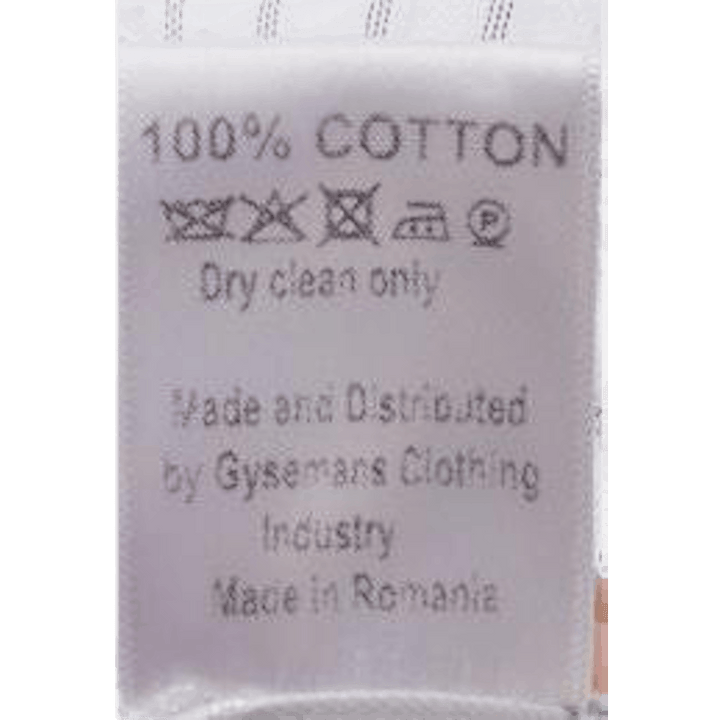 100% COTTON
P
Dry clean only
Made and Distributed
by Gysemans Clothing
Industry
Made in Romania